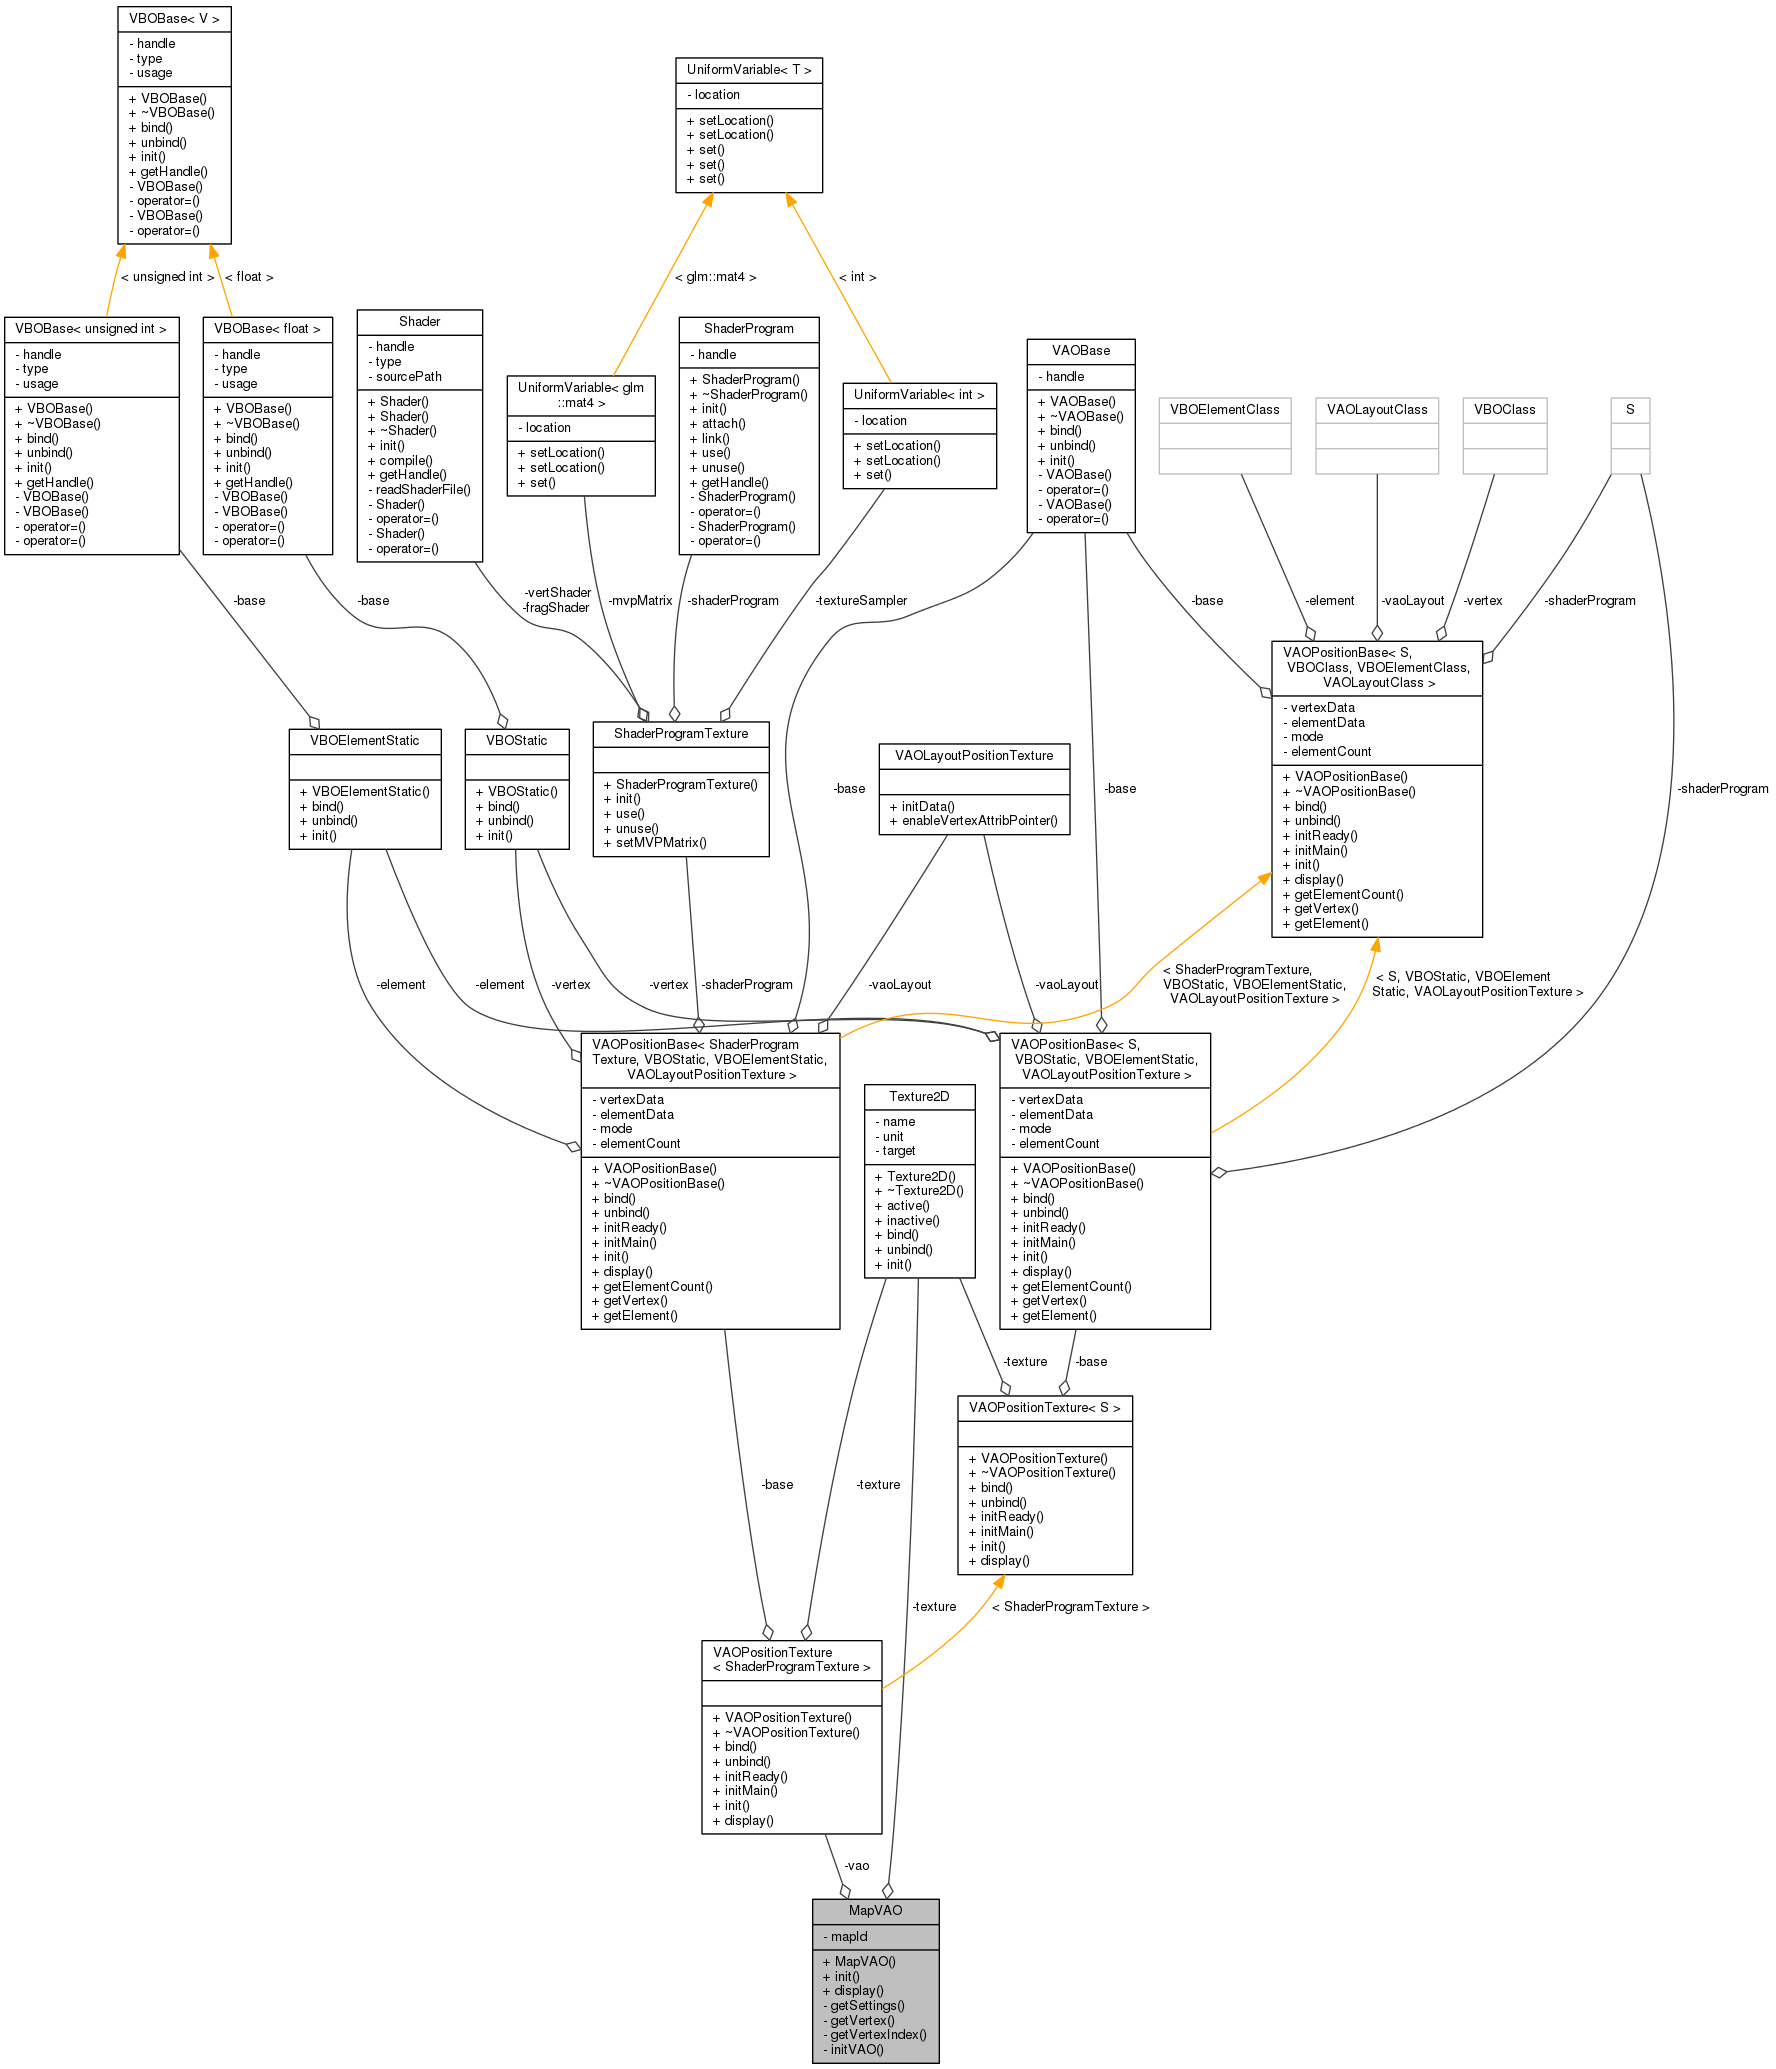 VBOBase< V >
- handle
- type
- usage
+ VBOBase()
+ ~VBOBase()
+ bind()
+ unbind()
+ init()
+ getHandle()
- VBOBase()
- operator=()
- VBOBase()
- operator=()
UniformVariable< T >
- location
+ setLocation()
+ setLocation()
+ set()
+ set()
+ set()
< unsigned int >
< float >
< glm::mat4 >
< int >
VBOBase< unsigned int >
- handle
- type
- usage
+ VBOBase()
+ ~VBOBase()
+ bind()
+ unbind()
+ init()
+ getHandle()
- VBOBase()
- VBOBase()
- operator=()
- operator=()
VBOBase< float >
- handle
- type
- usage
+ VBOBase()
+ ~VBOBase()
+ bind()
+ unbind()
+ init()
+ getHandle()
- VBOBase()
- VBOBase()
- operator=()
- operator=()
Shader
- handle
- type
- sourcePath
+ Shader()
+ Shader()
+ ~Shader()
+ init()
+ compile()
+ getHandle()
- readShaderFile()
- Shader()
- operator=()
- Shader()
- operator=()
UniformVariable< glm
::mat4 >
- location
+ setLocation()
+ setLocation()
+ set()
ShaderProgram
- handle
+ ShaderProgram()
+ ~ShaderProgram()
+ init()
+ attach()
+ link()
+ use()
+ unuse()
+ getHandle()
- ShaderProgram()
- operator=()
- ShaderProgram()
- operator=()
UniformVariable< int >
- location
+ setLocation()
+ setLocation()
+ set()
VAOBase
- handle
+ VAOBase()
+ ~VAOBase()
+ bind()
+ unbind()
+ init()
- VAOBase()
- operator=()
- VAOBase()
- operator=()
VBOElementClass
VAOLayoutClass
VBOClass
S
-base
-base
-vertShader
-fragShader
-mvpMatrix
-shaderProgram
-textureSampler
-base
-element
-vaoLayout
-vertex
-shaderProgram
VBOElementStatic
+ VBOElementStatic()
+ bind()
+ unbind()
+ init()
VBOStatic
+ VBOStatic()
+ bind()
+ unbind()
+ init()
ShaderProgramTexture
+ ShaderProgramTexture()
+ init()
+ use()
+ unuse()
+ setMVPMatrix()
-base
VAOLayoutPositionTexture
+ initData()
+ enableVertexAttribPointer()
-base
VAOPositionBase< S,
VBOClass, VBOElementClass,
VAOLayoutClass >
- vertexData
- elementData
- mode
- elementCount
+ VAOPositionBase()
+ ~VAOPositionBase()
+ bind()
+ unbind()
+ initReady()
+ initMain()
+ init()
+ display()
+ getElementCount()
+ getVertex()
+ getElement()
-shaderProgram
-element
-element
-vertex
-vertex
-shaderProgram
-vaoLayout
-vaoLayout
< ShaderProgramTexture,
VBOStatic, VBOElementStatic,
VAOLayoutPositionTexture >
< S, VBOStatic, VBOElement
Static, VAOLayoutPositionTexture >
VAOPositionBase< ShaderProgram
Texture, VBOStatic, VBOElementStatic,
VAOLayoutPositionTexture >
- vertexData
- elementData
- mode
- elementCount
+ VAOPositionBase()
+ ~VAOPositionBase()
+ bind()
+ unbind()
+ initReady()
+ initMain()
+ init()
+ display()
+ getElementCount()
+ getVertex()
+ getElement()
Texture2D
- name
- unit
- target
+ Texture2D()
+ ~Texture2D()
+ active()
+ inactive()
+ bind()
+ unbind()
+ init()
VAOPositionBase< S,
VBOStatic, VBOElementStatic,
VAOLayoutPositionTexture >
- vertexData
- elementData
- mode
- elementCount
+ VAOPositionBase()
+ ~VAOPositionBase()
+ bind()
+ unbind()
+ initReady()
+ initMain()
+ init()
+ display()
+ getElementCount()
+ getVertex()
+ getElement()
-texture
-base
VAOPositionTexture< S >
+ VAOPositionTexture()
+ ~VAOPositionTexture()
+ bind()
+ unbind()
+ initReady()
+ initMain()
+ init()
+ display()
-base
-texture
-texture
< ShaderProgramTexture >
VAOPositionTexture
< ShaderProgramTexture >
+ VAOPositionTexture()
+ ~VAOPositionTexture()
+ bind()
+ unbind()
+ initReady()
+ initMain()
+ init()
+ display()
-vao
MapVAO
- mapId
+ MapVAO()
+ init()
+ display()
- getSettings()
- getVertex()
- getVertexIndex()
- initVAO()